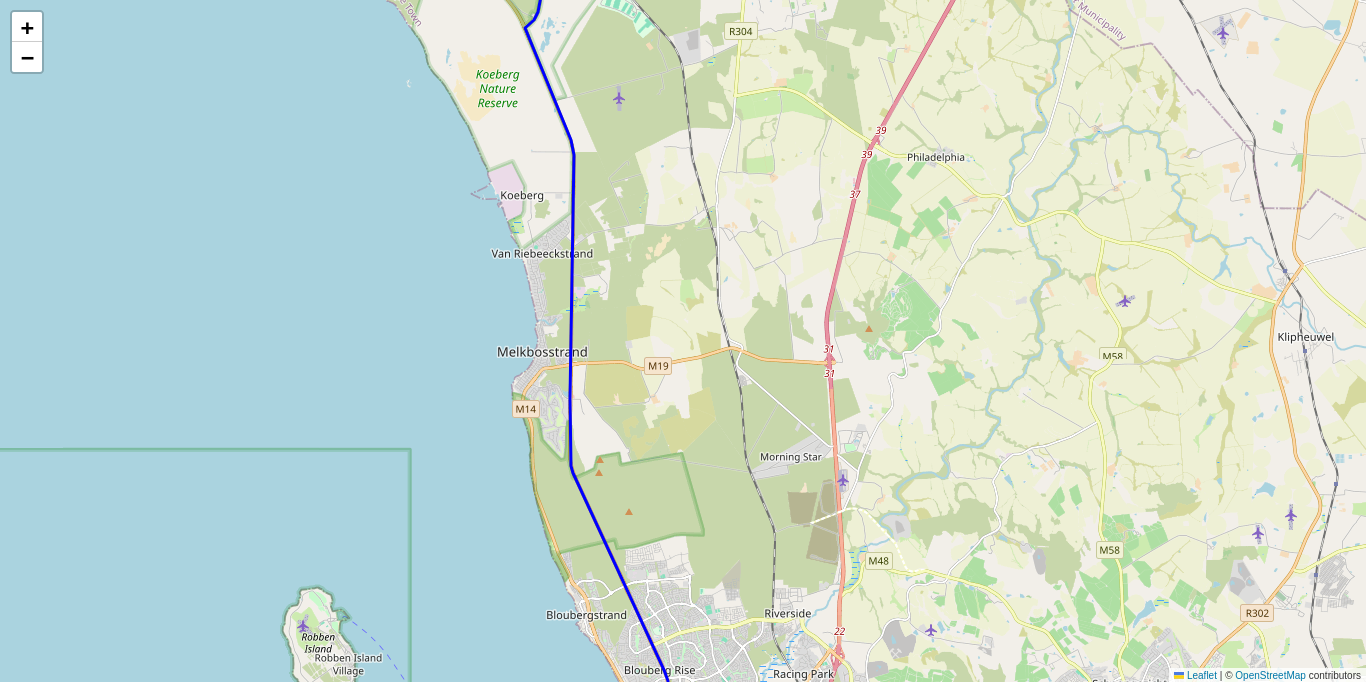 +
−
Town
Municipality
R304
Koeberg
Nature
Reserve
39
39
Philadelphia
37
Koeberg
Van Riebeeckstrand
Klipheuwel
31
Melkbosstrand
M58
M19
31
M14
Morning Star
M58
M48
Riverside
R302
Bloubergstrand
22
Robben
Island
Robben Island
Village
Blouberg Rise
Racing Park
Leaflet | © OpenStreetMap contributors